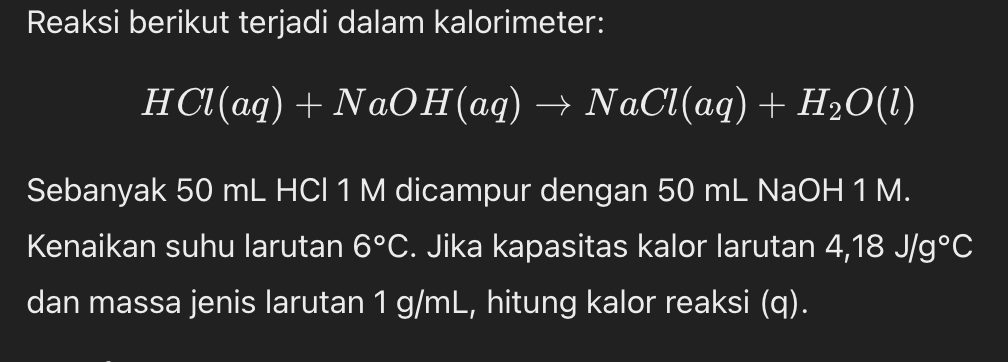 Reaksi berikut terjadi dalam kalorimeter:
HCl(aq) + NaOH(aq) → NaCl(aq) + H₂O(l)
Sebanyak 50 mL HCl 1 M dicampur dengan 50 mL NaOH 1 M.
Kenaikan suhu larutan 6°C. Jika kapasitas kalor larutan 4,18 J/g°C
dan massa jenis larutan 1 g/mL, hitung kalor reaksi (q).